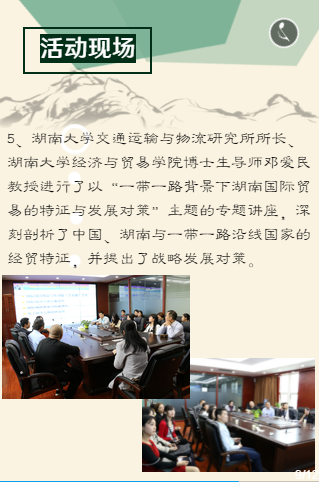 活动现场
5、湖南大学交通运输与物流研究所所长、
湖南大学经济与贸易学院博士生导师邓爱民
教授进行了以“一带一路背景下湖南国际贸
易的特征与发展对策”主题的专题讲座，深
刻剖析了中国、湖南与一带一路沿线国家的
经贸特征，并提出了战略发展对策。